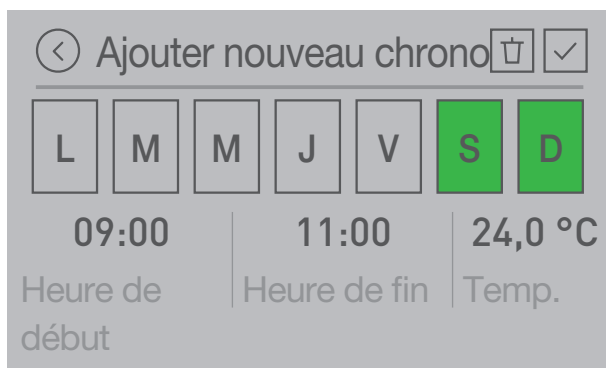 Ajouter nouveau chrono
L M M J V S D
09:00 11:00 24,0 °C
Heure de début Heure de fin Temp.